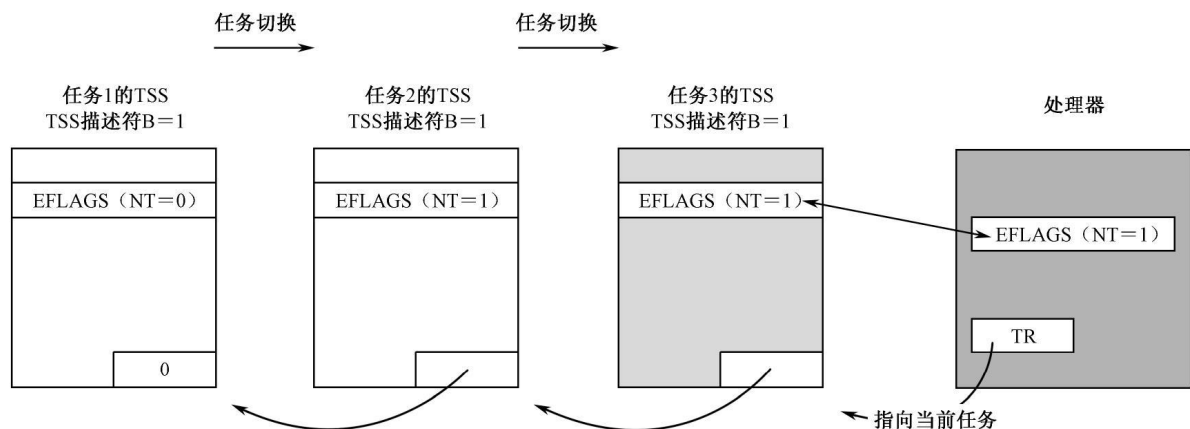 任务切换
任务切换
任务1的TSS
TSS描述符B=1
任务2的TSS
TSS描述符B=1
任务3的TSS
TSS描述符B=1
处理器
EFLAGS（NT=0）
EFLAGS（NT=1）
EFLAGS（NT=1）
EFLAGS（NT=1）
TR
0
指向当前任务